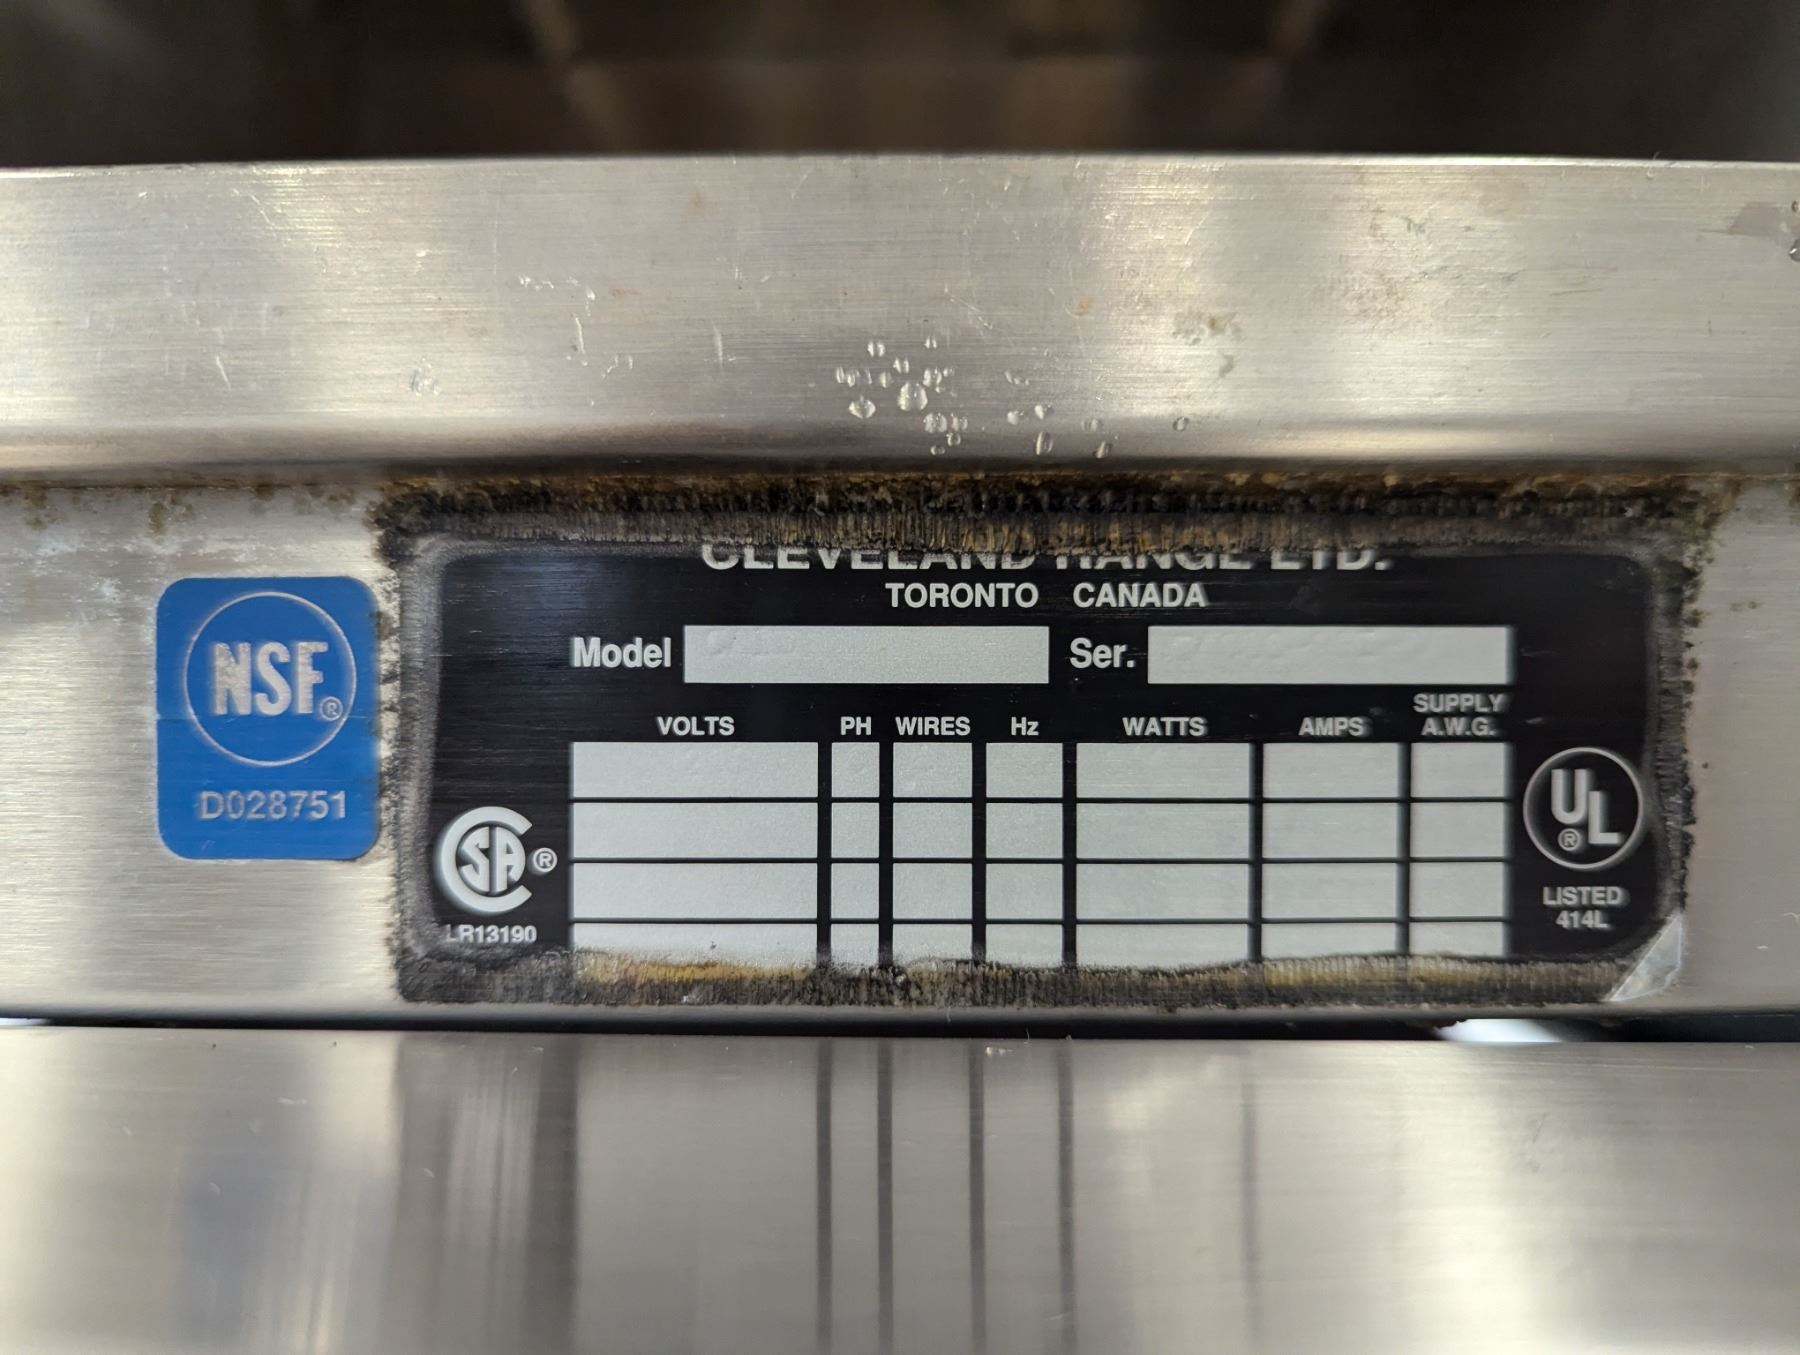 CLEVELAND RANGE LTD.
TORONTO CANADA
Model Ser.
VOLTS PH WIRES Hz WATTS AMPS SUPPLY A.W.G.
NSF®
D028751
CSA®
LR13190
UL®
LISTED
414L